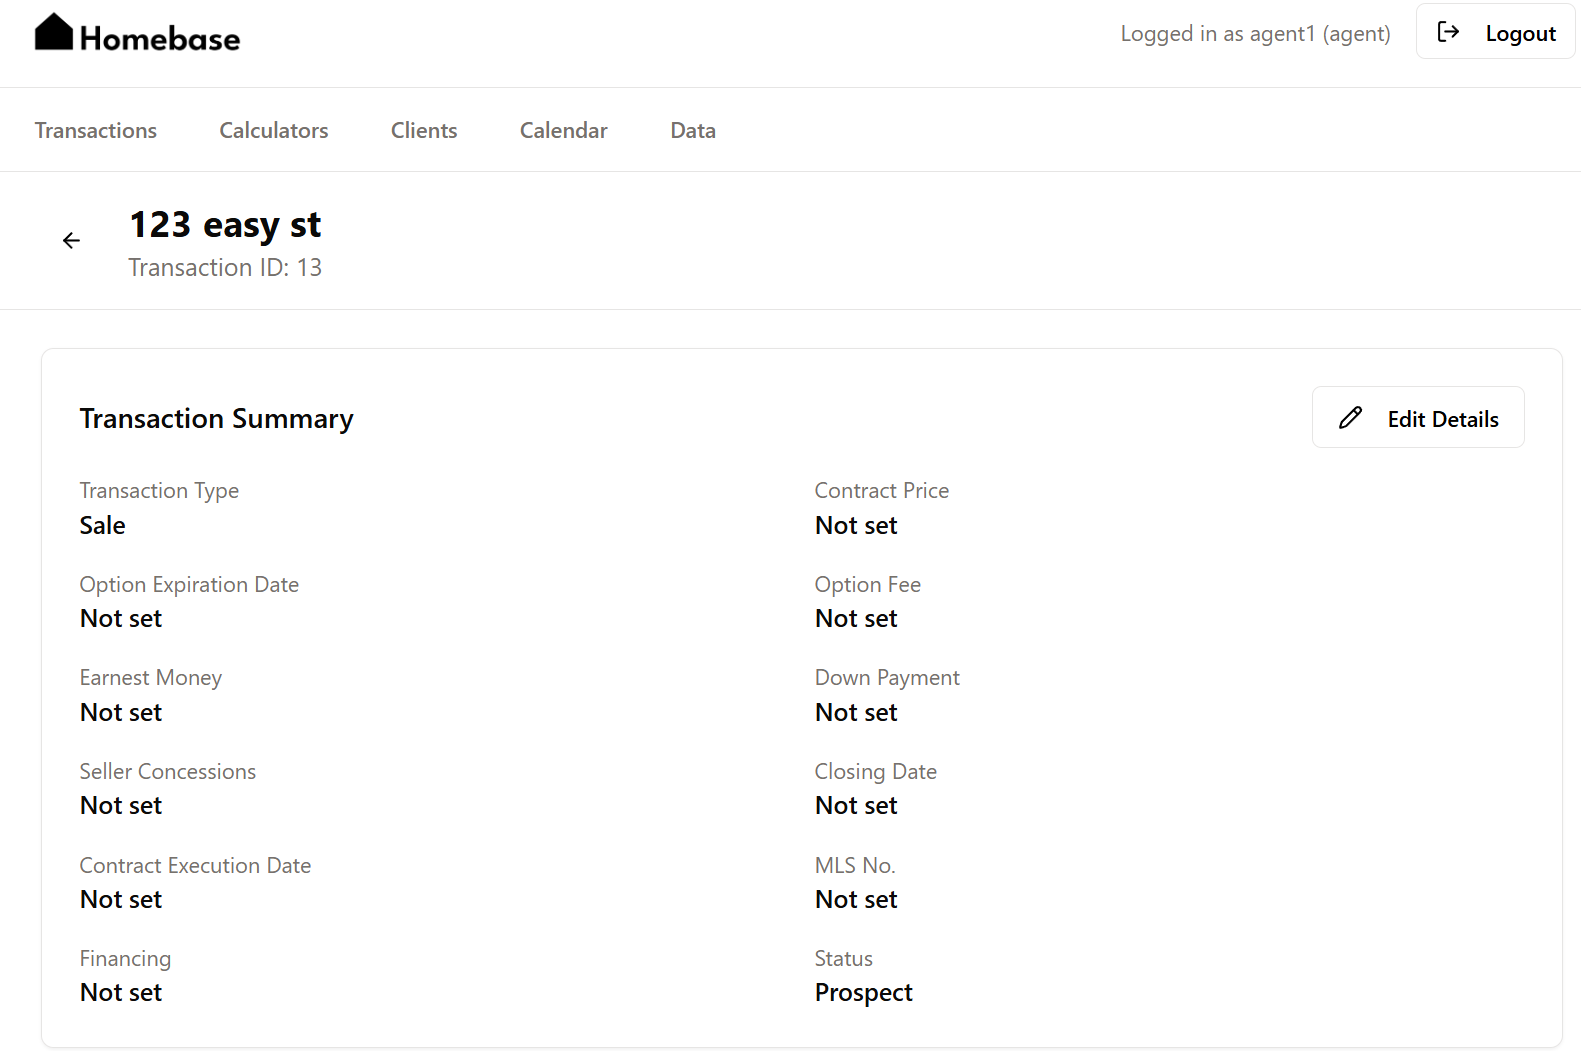 Homebase
Logged in as agent1 (agent)
Logout
Transactions
Calculators
Clients
Calendar
Data
123 easy st
Transaction ID: 13
Transaction Summary
Edit Details
Transaction Type
Sale
Contract Price
Not set
Option Expiration Date
Not set
Option Fee
Not set
Earnest Money
Not set
Down Payment
Not set
Seller Concessions
Not set
Closing Date
Not set
Contract Execution Date
Not set
MLS No.
Not set
Financing
Not set
Status
Prospect